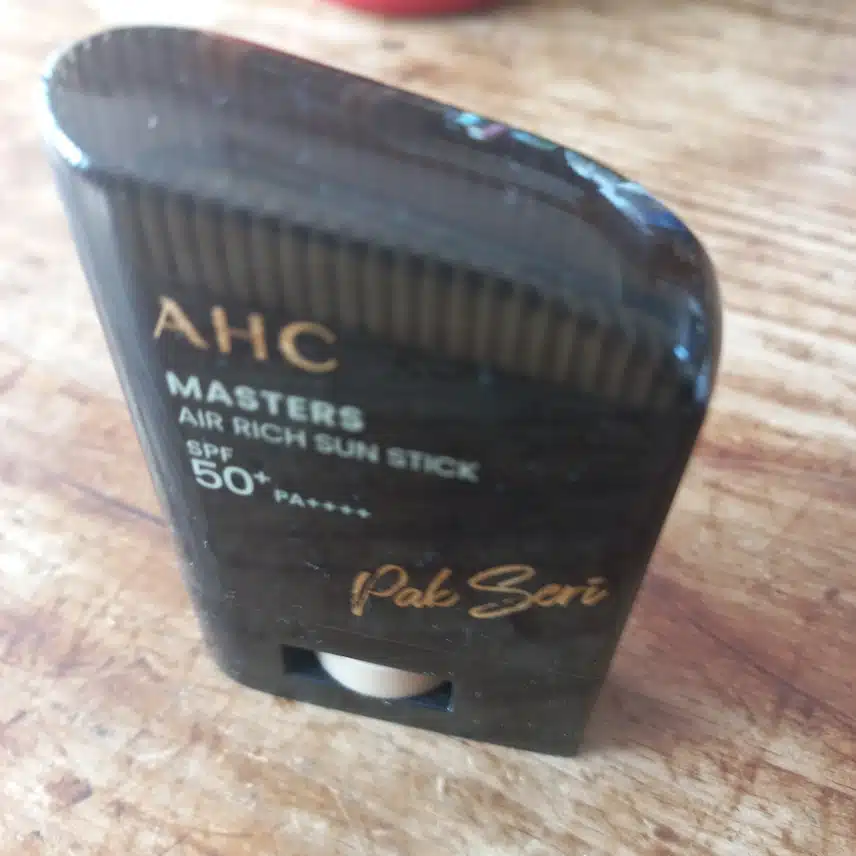 AHC
MASTERS
AIR RICH SUN STICK
SPF
50+ PA++++
Pak Seri